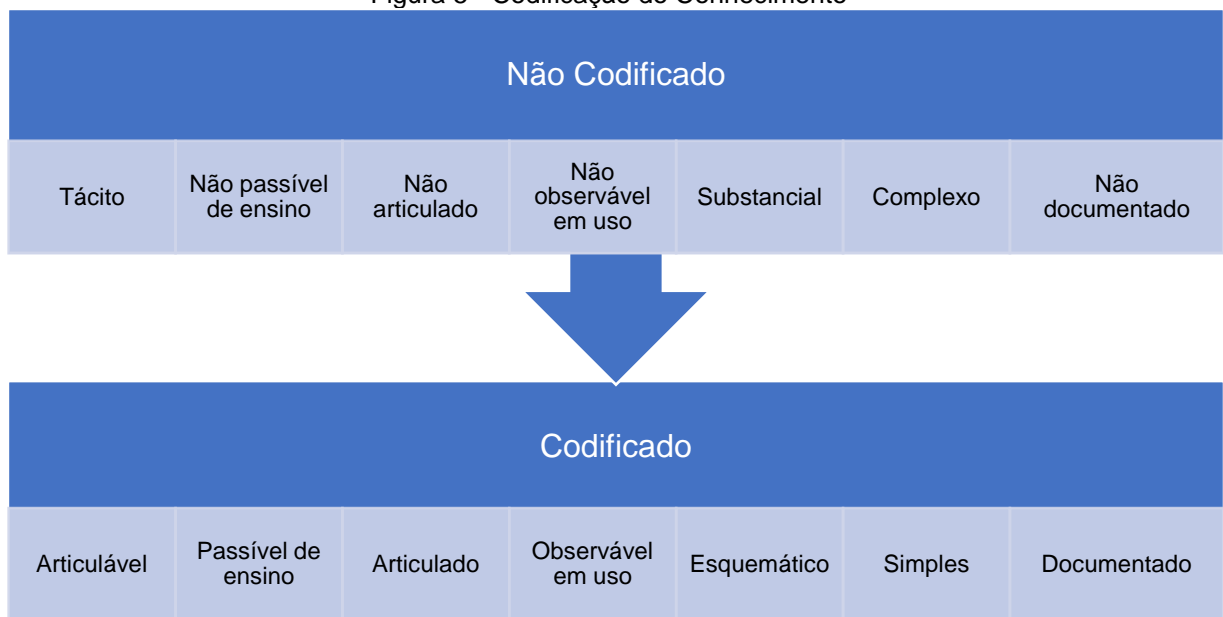 Figura 3 - Codificação do Conhecimento
Não Codificado
Tácito
Não passível
de ensino
Não
articulado
Não
observável
em uso
Substancial
Complexo
Não
documentado
Codificado
Articulável
Passível de
ensino
Articulado
Observável
em uso
Esquemático
Simples
Documentado